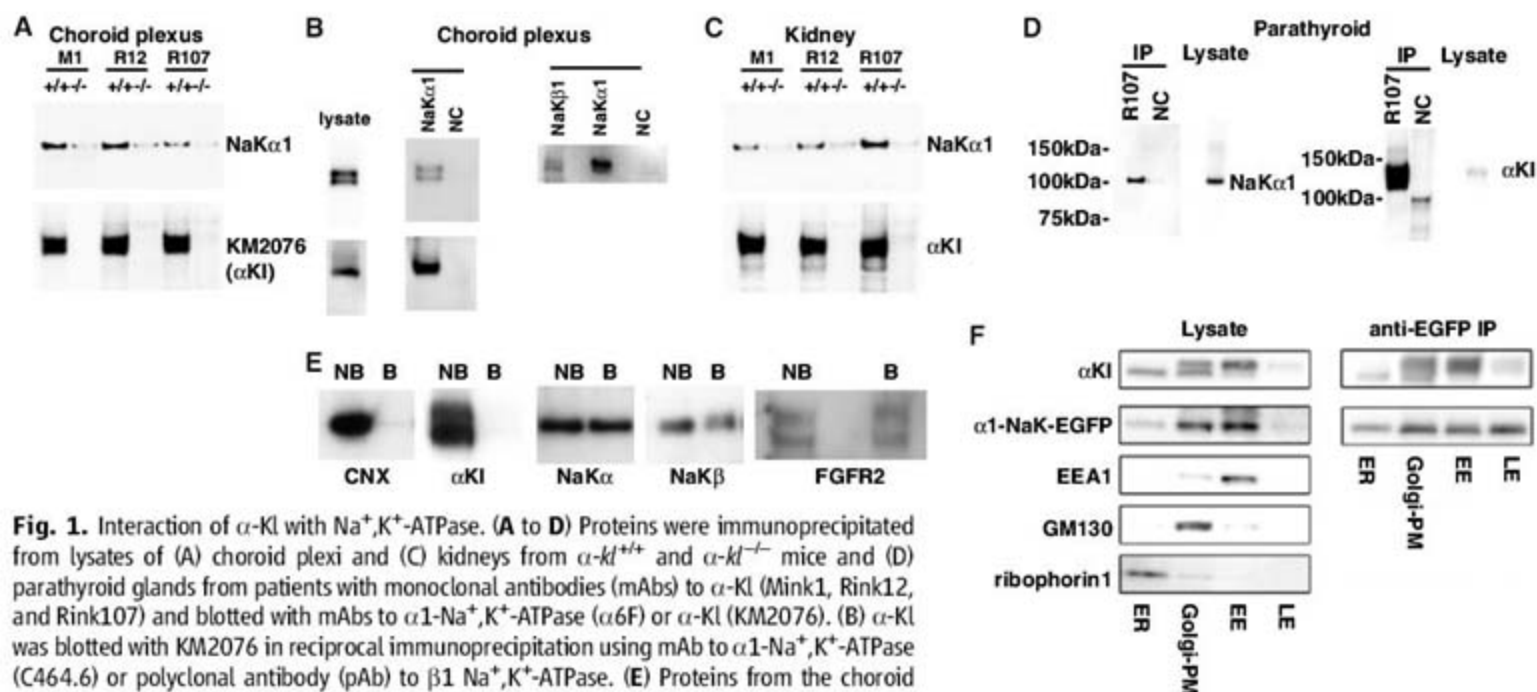 A
Choroid plexus
M1 R12 R107
+/+-/- +/+-/- +/+-/-
NaKα1
KM2076
(αKl)
B
Choroid plexus
lysate
NaKα1
NC
NaKβ1
NaKα1
NC
C
Kidney
M1 R12 R107
+/+-/- +/+-/- +/+-/-
NaKα1
αKl
D
Parathyroid
IP Lysate
R107
NC
150kDa-
100kDa-
75kDa-
NaKα1
IP Lysate
R107
NC
150kDa-
100kDa-
αKl
E
NB B NB B NB B NB B NB B
CNX αKl NaKα NaKβ FGFR2
F
Lysate
αKl
α1-NaK-EGFP
EEA1
GM130
ribophorin1
ER
Golgi-PM
EE
LE
anti-EGFP IP
ER
Golgi-PM
EE
LE
Fig. 1. Interaction of α-Kl with Na⁺,K⁺-ATPase. (A to D) Proteins were immunoprecipitated
from lysates of (A) choroid plexi and (C) kidneys from α-kl⁺/⁺ and α-kl⁻/⁻ mice and (D)
parathyroid glands from patients with monoclonal antibodies (mAbs) to α-Kl (Mink1, Rink12,
and Rink107) and blotted with mAbs to α1-Na⁺,K⁺-ATPase (α6F) or α-Kl (KM2076). (B) α-Kl
was blotted with KM2076 in reciprocal immunoprecipitation using mAb to α1-Na⁺,K⁺-ATPase
(C464.6) or polyclonal antibody (pAb) to β1 Na⁺,K⁺-ATPase. (E) Proteins from the choroid